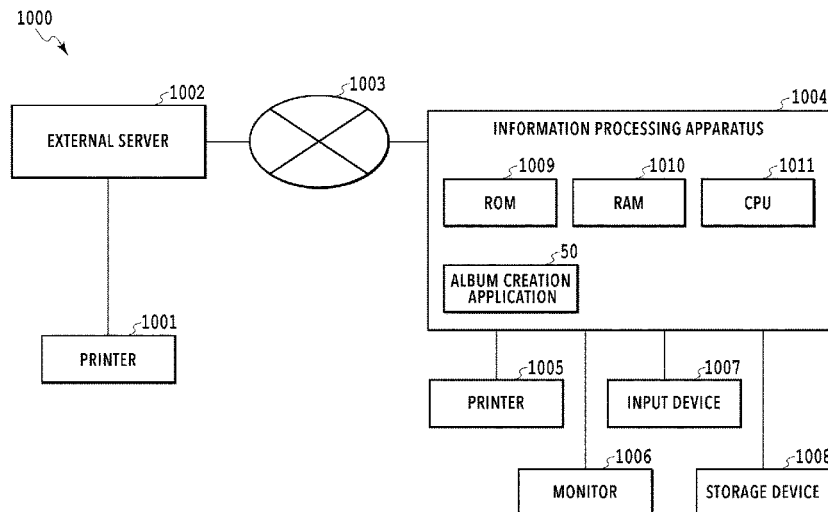 1000
1002
EXTERNAL SERVER
1003
1004
INFORMATION PROCESSING APPARATUS
1009
ROM
1010
RAM
1011
CPU
50
ALBUM CREATION
APPLICATION
1001
PRINTER
1005
PRINTER
1007
INPUT DEVICE
1006
MONITOR
1008
STORAGE DEVICE